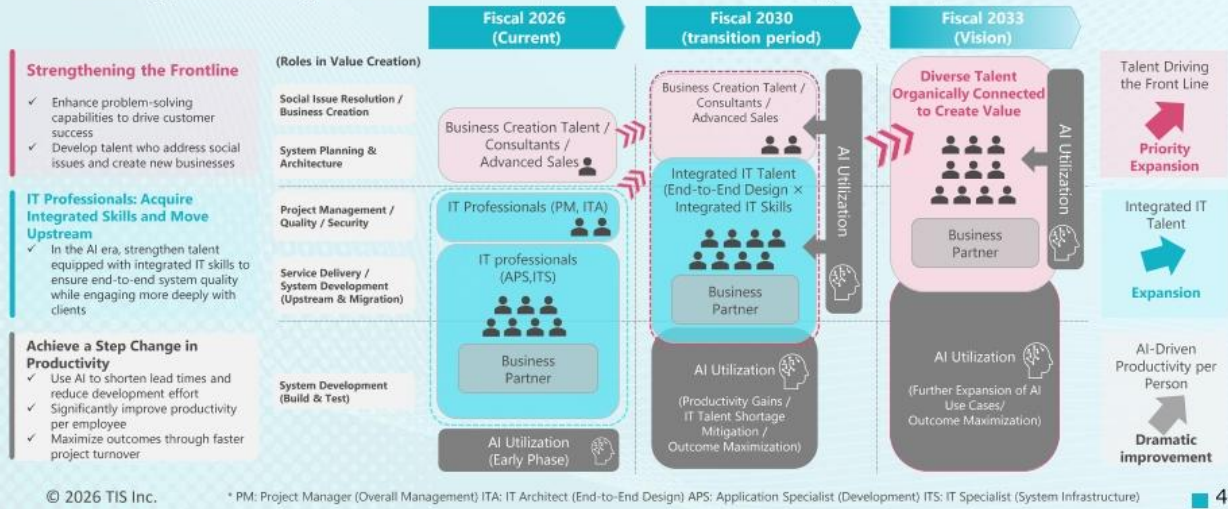 Fiscal 2026
(Current)
Fiscal 2030
(transition period)
Fiscal 2033
(Vision)
Strengthening the Frontline
✓ Enhance problem-solving
capabilities to drive customer
success
✓ Develop talent who address social
issues and create new businesses
IT Professionals: Acquire
Integrated Skills and Move
Upstream
✓ In the AI era, strengthen talent
equipped with integrated IT skills to
ensure end-to-end system quality
while engaging more deeply with
clients
Achieve a Step Change in
Productivity
✓ Use AI to shorten lead times and
reduce development effort
✓ Significantly improve productivity
per employee
✓ Maximize outcomes through faster
project turnover
(Roles in Value Creation)
Social Issue Resolution /
Business Creation
System Planning &
Architecture
Project Management /
Quality / Security
Service Delivery /
System Development
(Upstream & Migration)
System Development
(Build & Test)
Business Creation Talent /
Consultants /
Advanced Sales
IT Professionals (PM, ITA)
IT professionals
(APS,ITS)
Business
Partner
AI Utilization
(Early Phase)
Business Creation Talent /
Consultants /
Advanced Sales
Integrated IT Talent
(End-to-End Design ×
Integrated IT Skills
Business
Partner
AI Utilization
AI Utilization
(Productivity Gains /
IT Talent Shortage
Mitigation /
Outcome Maximization)
Diverse Talent
Organically Connected
to Create Value
Business
Partner
AI Utilization
AI Utilization
(Further Expansion of AI
Use Cases/
Outcome Maximization)
Talent Driving
the Front Line
Priority
Expansion
Integrated IT
Talent
Expansion
AI-Driven
Productivity per
Person
Dramatic
improvement
© 2026 TIS Inc.
* PM: Project Manager (Overall Management) ITA: IT Architect (End-to-End Design) APS: Application Specialist (Development) ITS: IT Specialist (System Infrastructure)
4